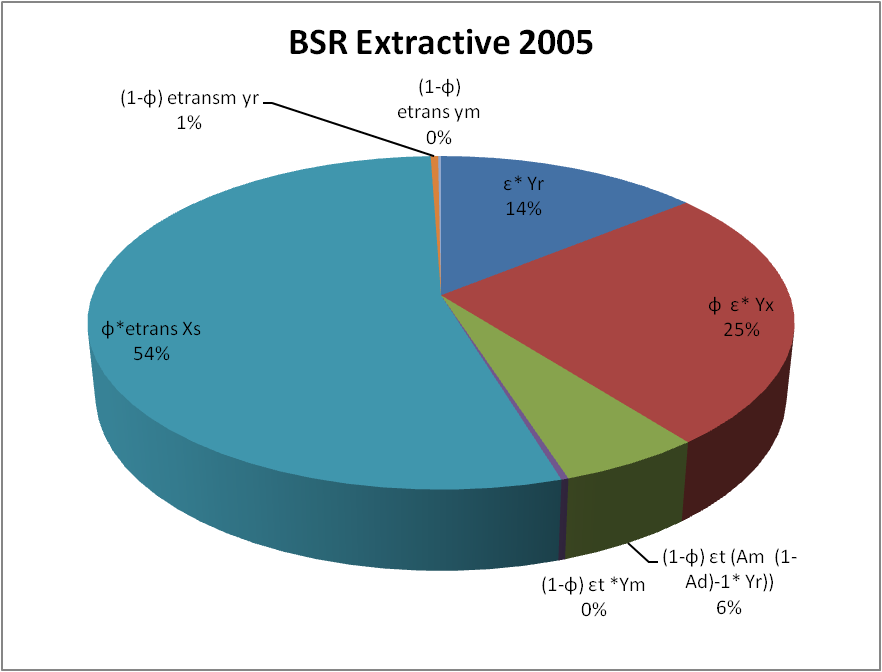 BSR Extractive 2005
(1-ф)
etrans ym
0%
(1-ф) etransm yr
1%
ε* Yr
14%
ф  ε* Yx
25%
ф*etrans Xs
54%
(1-ф) εt (Am  (1-
Ad)-1* Yr))
6%
(1-ф) εt *Ym
0%